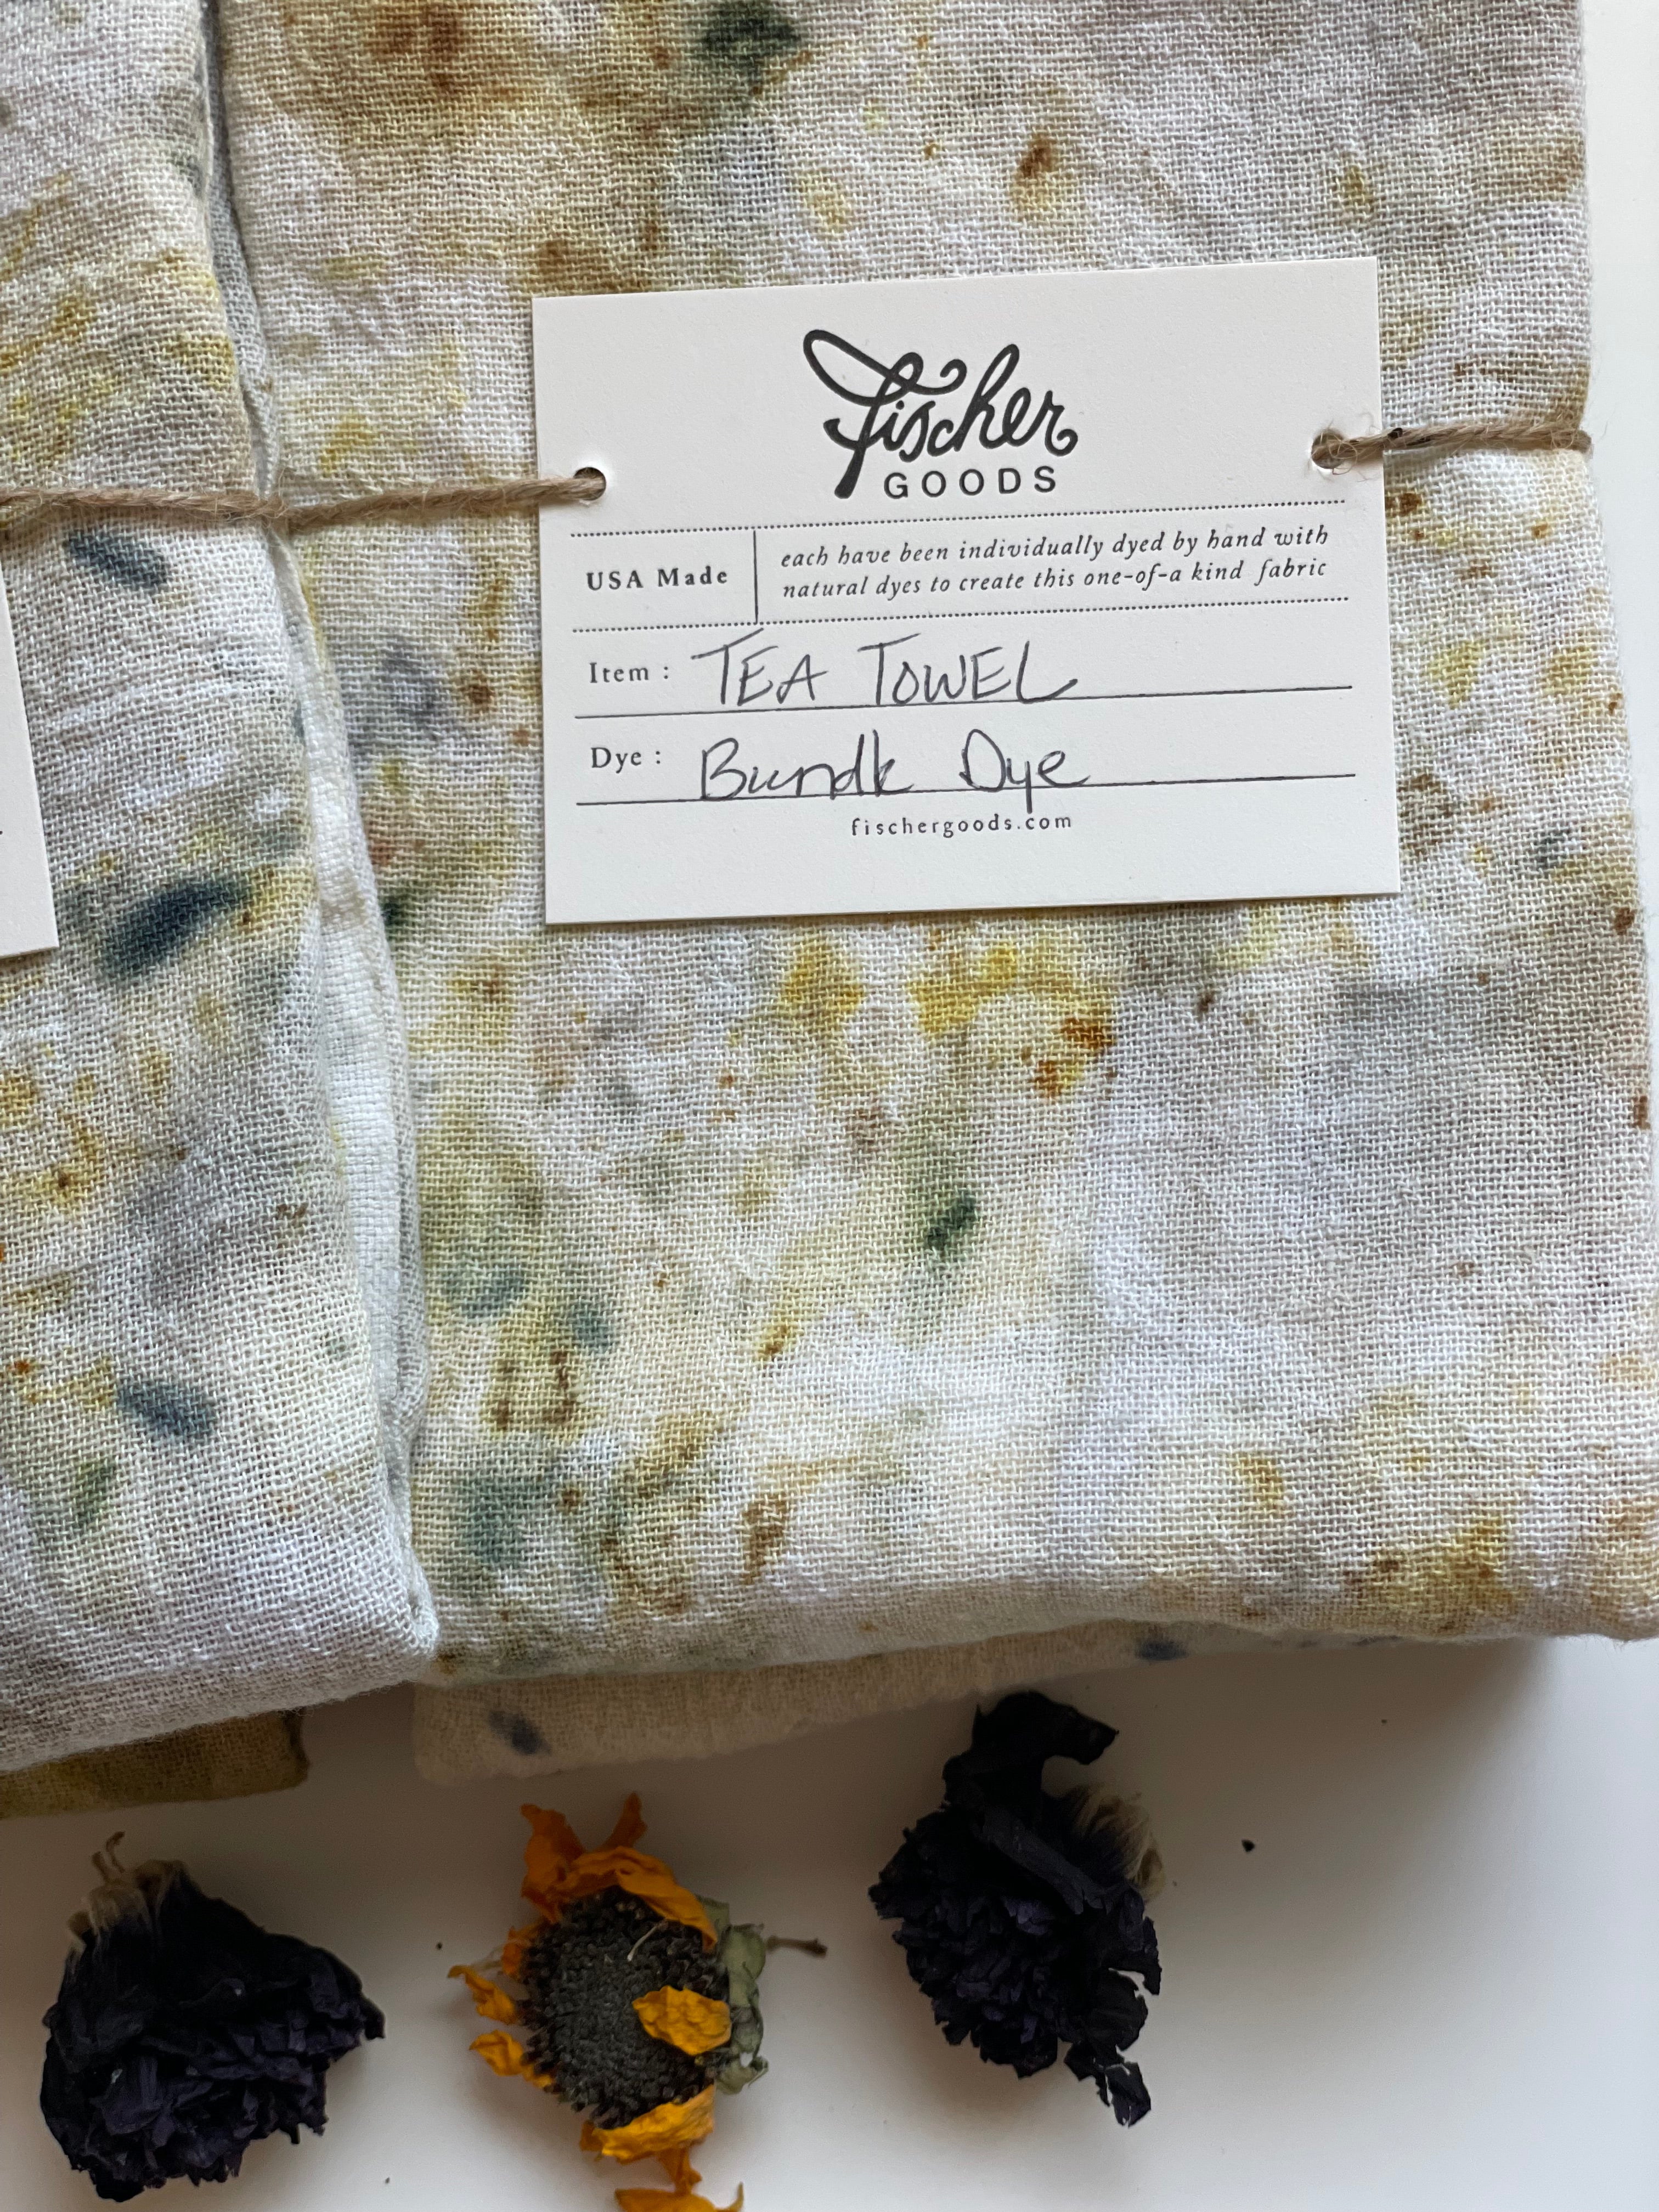 Fischer
GOODS
USA Made
each have been individually dyed by hand with
natural dyes to create this one-of-a kind fabric
Item : TEA TOWEL
Dye : Bundle Dye
fischergoods.com